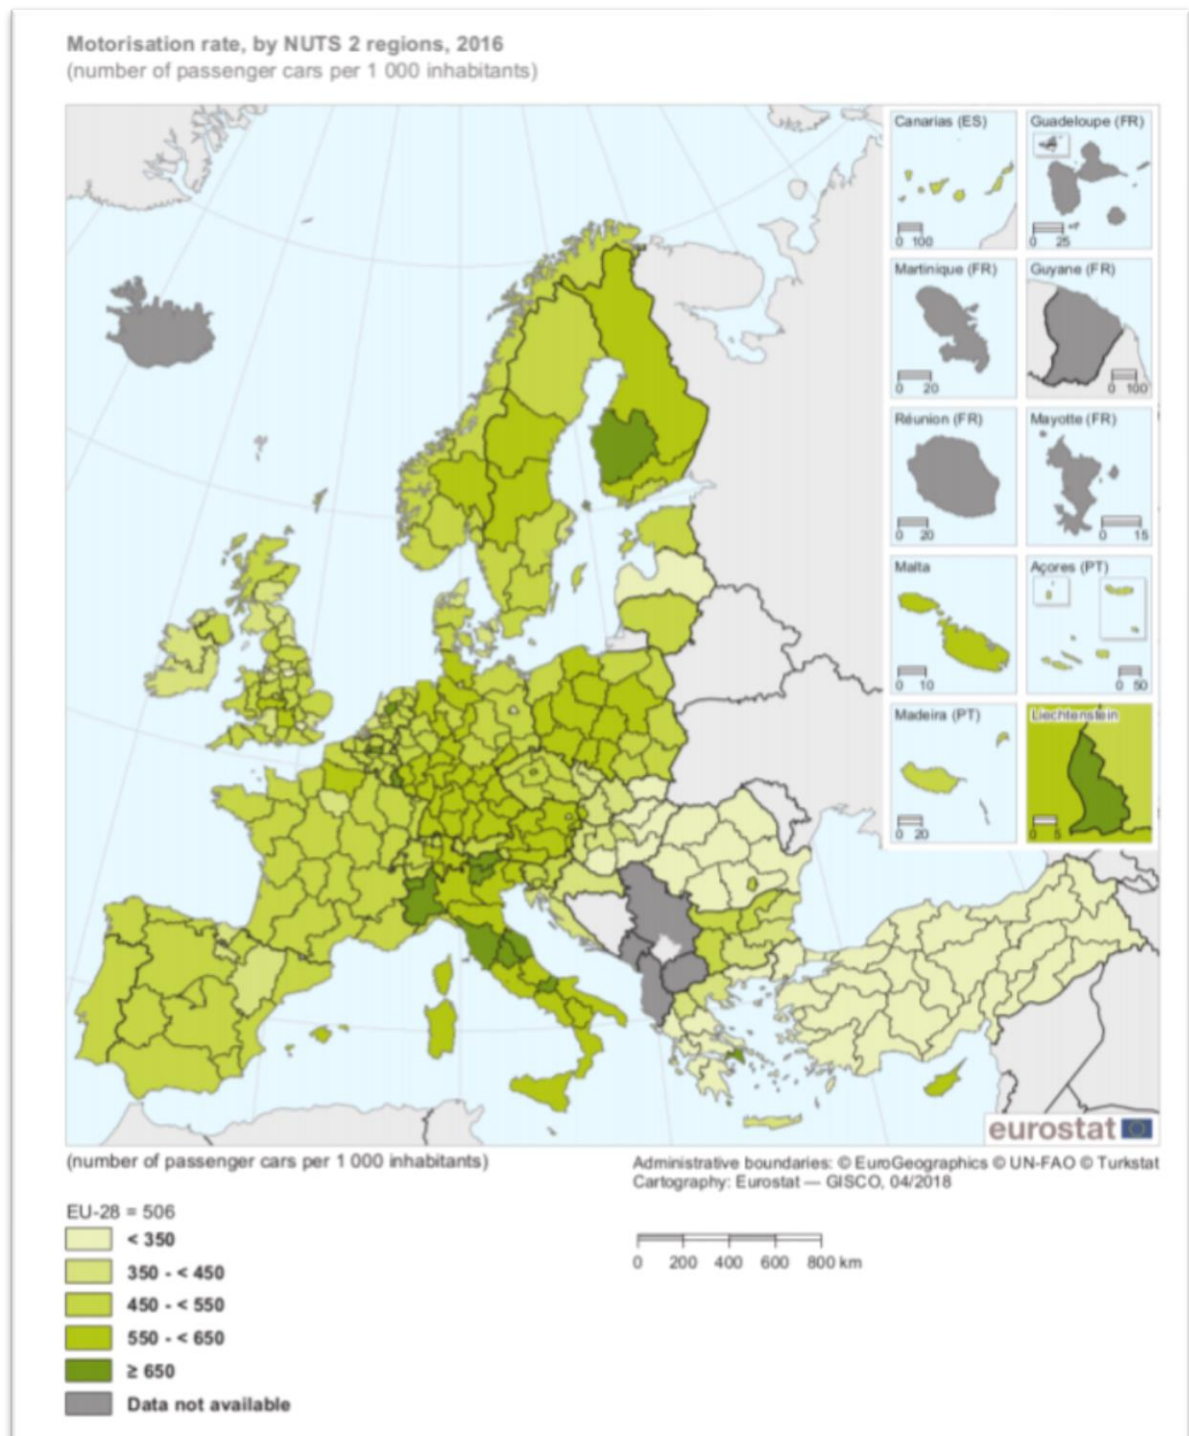 Motorisation rate, by NUTS 2 regions, 2016
(number of passenger cars per 1 000 inhabitants)
Canarias (ES)
0 100
Guadeloupe (FR)
0 25
Martinique (FR)
0 20
Guyane (FR)
0 100
Réunion (FR)
0 20
Mayotte (FR)
0 15
Malta
0 10
Açores (PT)
0 50
Madeira (PT)
0 20
Liechtenstein
0 5
eurostat
(number of passenger cars per 1 000 inhabitants)
Administrative boundaries: © EuroGeographics © UN-FAO © Turkstat
Cartography: Eurostat — GISCO, 04/2018
EU-28 = 506
< 350
350 - < 450
450 - < 550
550 - < 650
≥ 650
Data not available
0 200 400 600 800 km